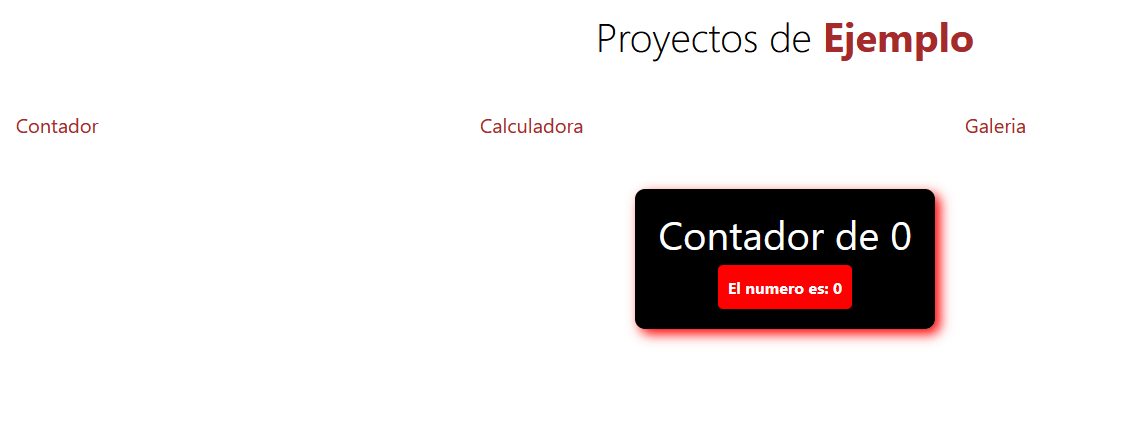 Proyectos de Ejemplo
Contador
Calculadora
Galeria
Contador de 0
El numero es: 0